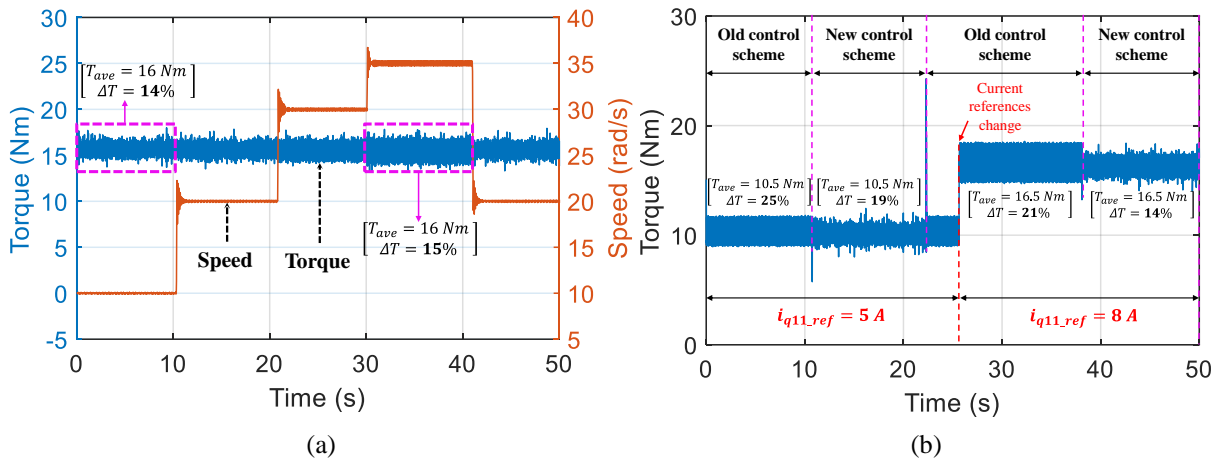 30
25
20
15
10
5
0
-5
Torque (Nm)
40
35
30
25
20
15
10
5
Speed (rad/s)
T_ave = 16 Nm
ΔT = 14%
T_ave = 16 Nm
ΔT = 15%
Speed
Torque
0 10 20 30 40 50
Time (s)
(a)
30
20
10
0
Torque (Nm)
Old control scheme
New control scheme
Old control scheme
New control scheme
Current
references
change
[T_ave = 10.5 Nm
ΔT = 25%]
[T_ave = 10.5 Nm
ΔT = 19%]
[T_ave = 16.5 Nm
ΔT = 21%]
[T_ave = 16.5 Nm
ΔT = 14%]
i_q11_ref = 5 A
i_q11_ref = 8 A
0 10 20 30 40 50
Time (s)
(b)